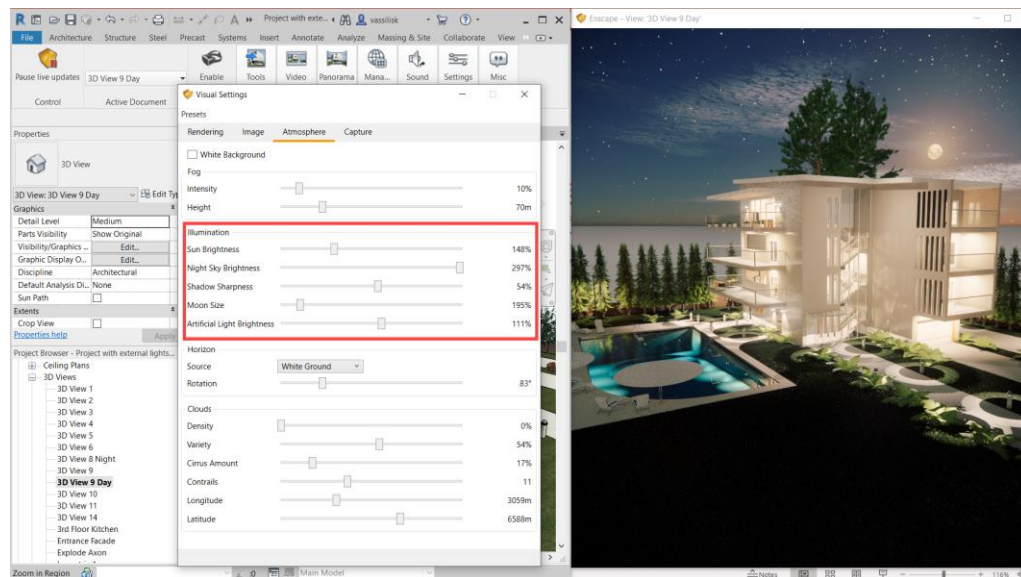 Project with exte...
vassilisk
File Architecture Structure Steel Precast Systems Insert Annotate Analyze Massing & Site Collaborate View
Pause live updates
3D View 9 Day
Enable Tools Video Panorama Mana... Sound Settings Misc
Control Active Document
Properties
3D View
3D View: 3D View 9 Day
Edit Ty
Graphics
Detail Level Medium
Parts Visibility Show Original
Visibility/Graphics ... Edit...
Graphic Display O... Edit...
Discipline Architectural
Default Analysis Di... None
Sun Path
Extents
Crop View
Properties help Apply
Project Browser - Project with external lights...
Ceiling Plans
3D Views
3D View 1
3D View 2
3D View 3
3D View 4
3D View 5
3D View 6
3D View 8 Night
3D View 9
3D View 9 Day
3D View 10
3D View 11
3D View 14
3rd Floor Kitchen
Entrance Facade
Explode Axon
Zoom in Region
:0
Main Model
Visual Settings
Presets
Rendering Image Atmosphere Capture
White Background
Fog
Intensity 10%
Height 70m
Illumination
Sun Brightness 148%
Night Sky Brightness 297%
Shadow Sharpness 54%
Moon Size 195%
Artificial Light Brightness 111%
Horizon
Source White Ground
Rotation 83°
Clouds
Density 0%
Variety 54%
Cirrus Amount 17%
Contrails 11
Longitude 3059m
Latitude 6588m
Enscape - View: '3D View 9 Day'
Notes
116%